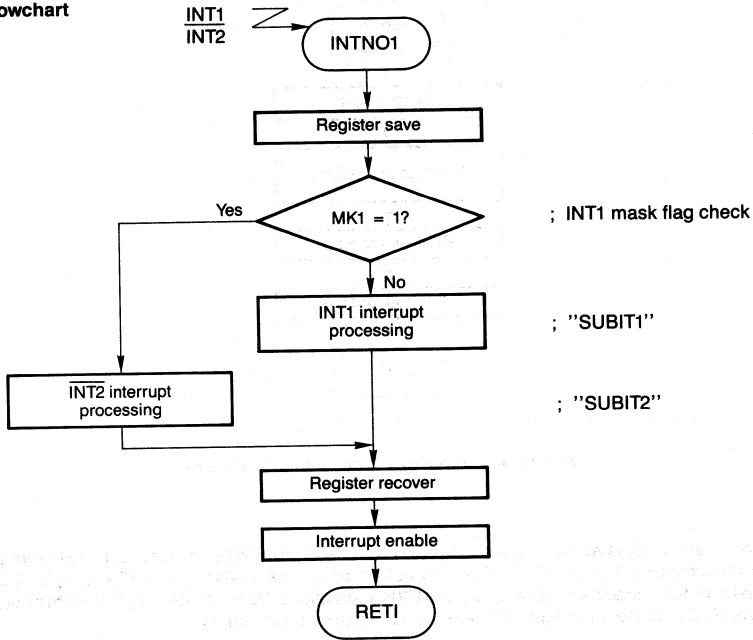 owchart
INT1
INT2
INTNO1
Register save
MK1 = 1?
; INT1 mask flag check
Yes
No
INT1 interrupt
processing
; "SUBIT1"
INT2 interrupt
processing
; "SUBIT2"
Register recover
Interrupt enable
RETI